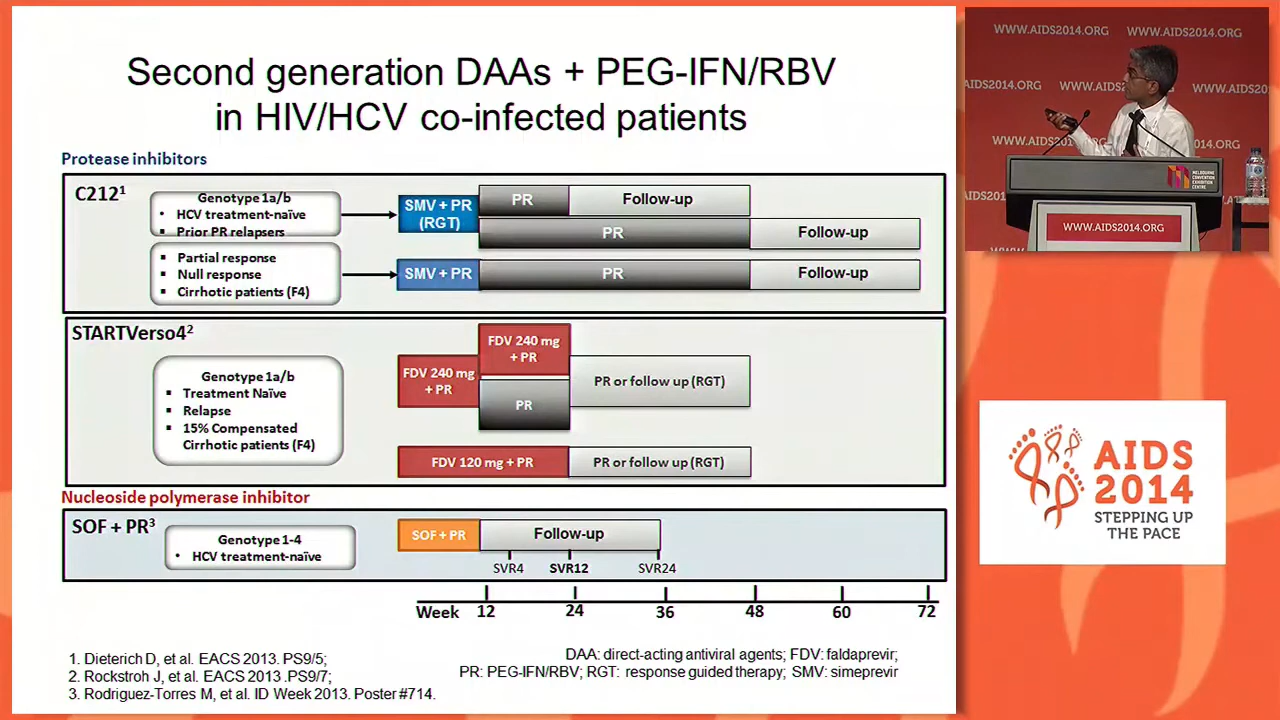 Second generation DAAs + PEG-IFN/RBV
in HIV/HCV co-infected patients
Protease inhibitors
C212¹
Genotype 1a/b
• HCV treatment-naïve
• Prior PR relapsers
SMV + PR
(RGT)
PR
Follow-up
PR
Follow-up
▪ Partial response
▪ Null response
▪ Cirrhotic patients (F4)
SMV + PR
PR
Follow-up
STARTVerso4²
Genotype 1a/b
▪ Treatment Naïve
▪ Relapse
▪ 15% Compensated
Cirrhotic patients (F4)
FDV 240 mg
+ PR
FDV 240 mg
+ PR
PR
PR or follow up (RGT)
FDV 120 mg + PR
PR or follow up (RGT)
Nucleoside polymerase inhibitor
SOF + PR³
Genotype 1-4
• HCV treatment-naïve
SOF + PR
Follow-up
SVR4
SVR12
SVR24
Week
12
24
36
48
60
72
1. Dieterich D, et al. EACS 2013. PS9/5;
2. Rockstroh J, et al. EACS 2013 .PS9/7;
3. Rodriguez-Torres M, et al. ID Week 2013. Poster #714.
DAA: direct-acting antiviral agents; FDV: faldaprevir;
PR: PEG-IFN/RBV; RGT: response guided therapy; SMV: simeprevir
WWW.AIDS2014.ORG
WWW.AIDS2014.ORG
AIDS2014.ORG
WWW.AIDS2014.ORG
WWW.AIDS20
WWW.AIDS2014.ORG
4.ORG
MELBOURNE
CONVENTION
EXHIBITION
CENTRE
WWW.AIDS2014.ORG
AIDS
2014
STEPPING UP
THE PACE